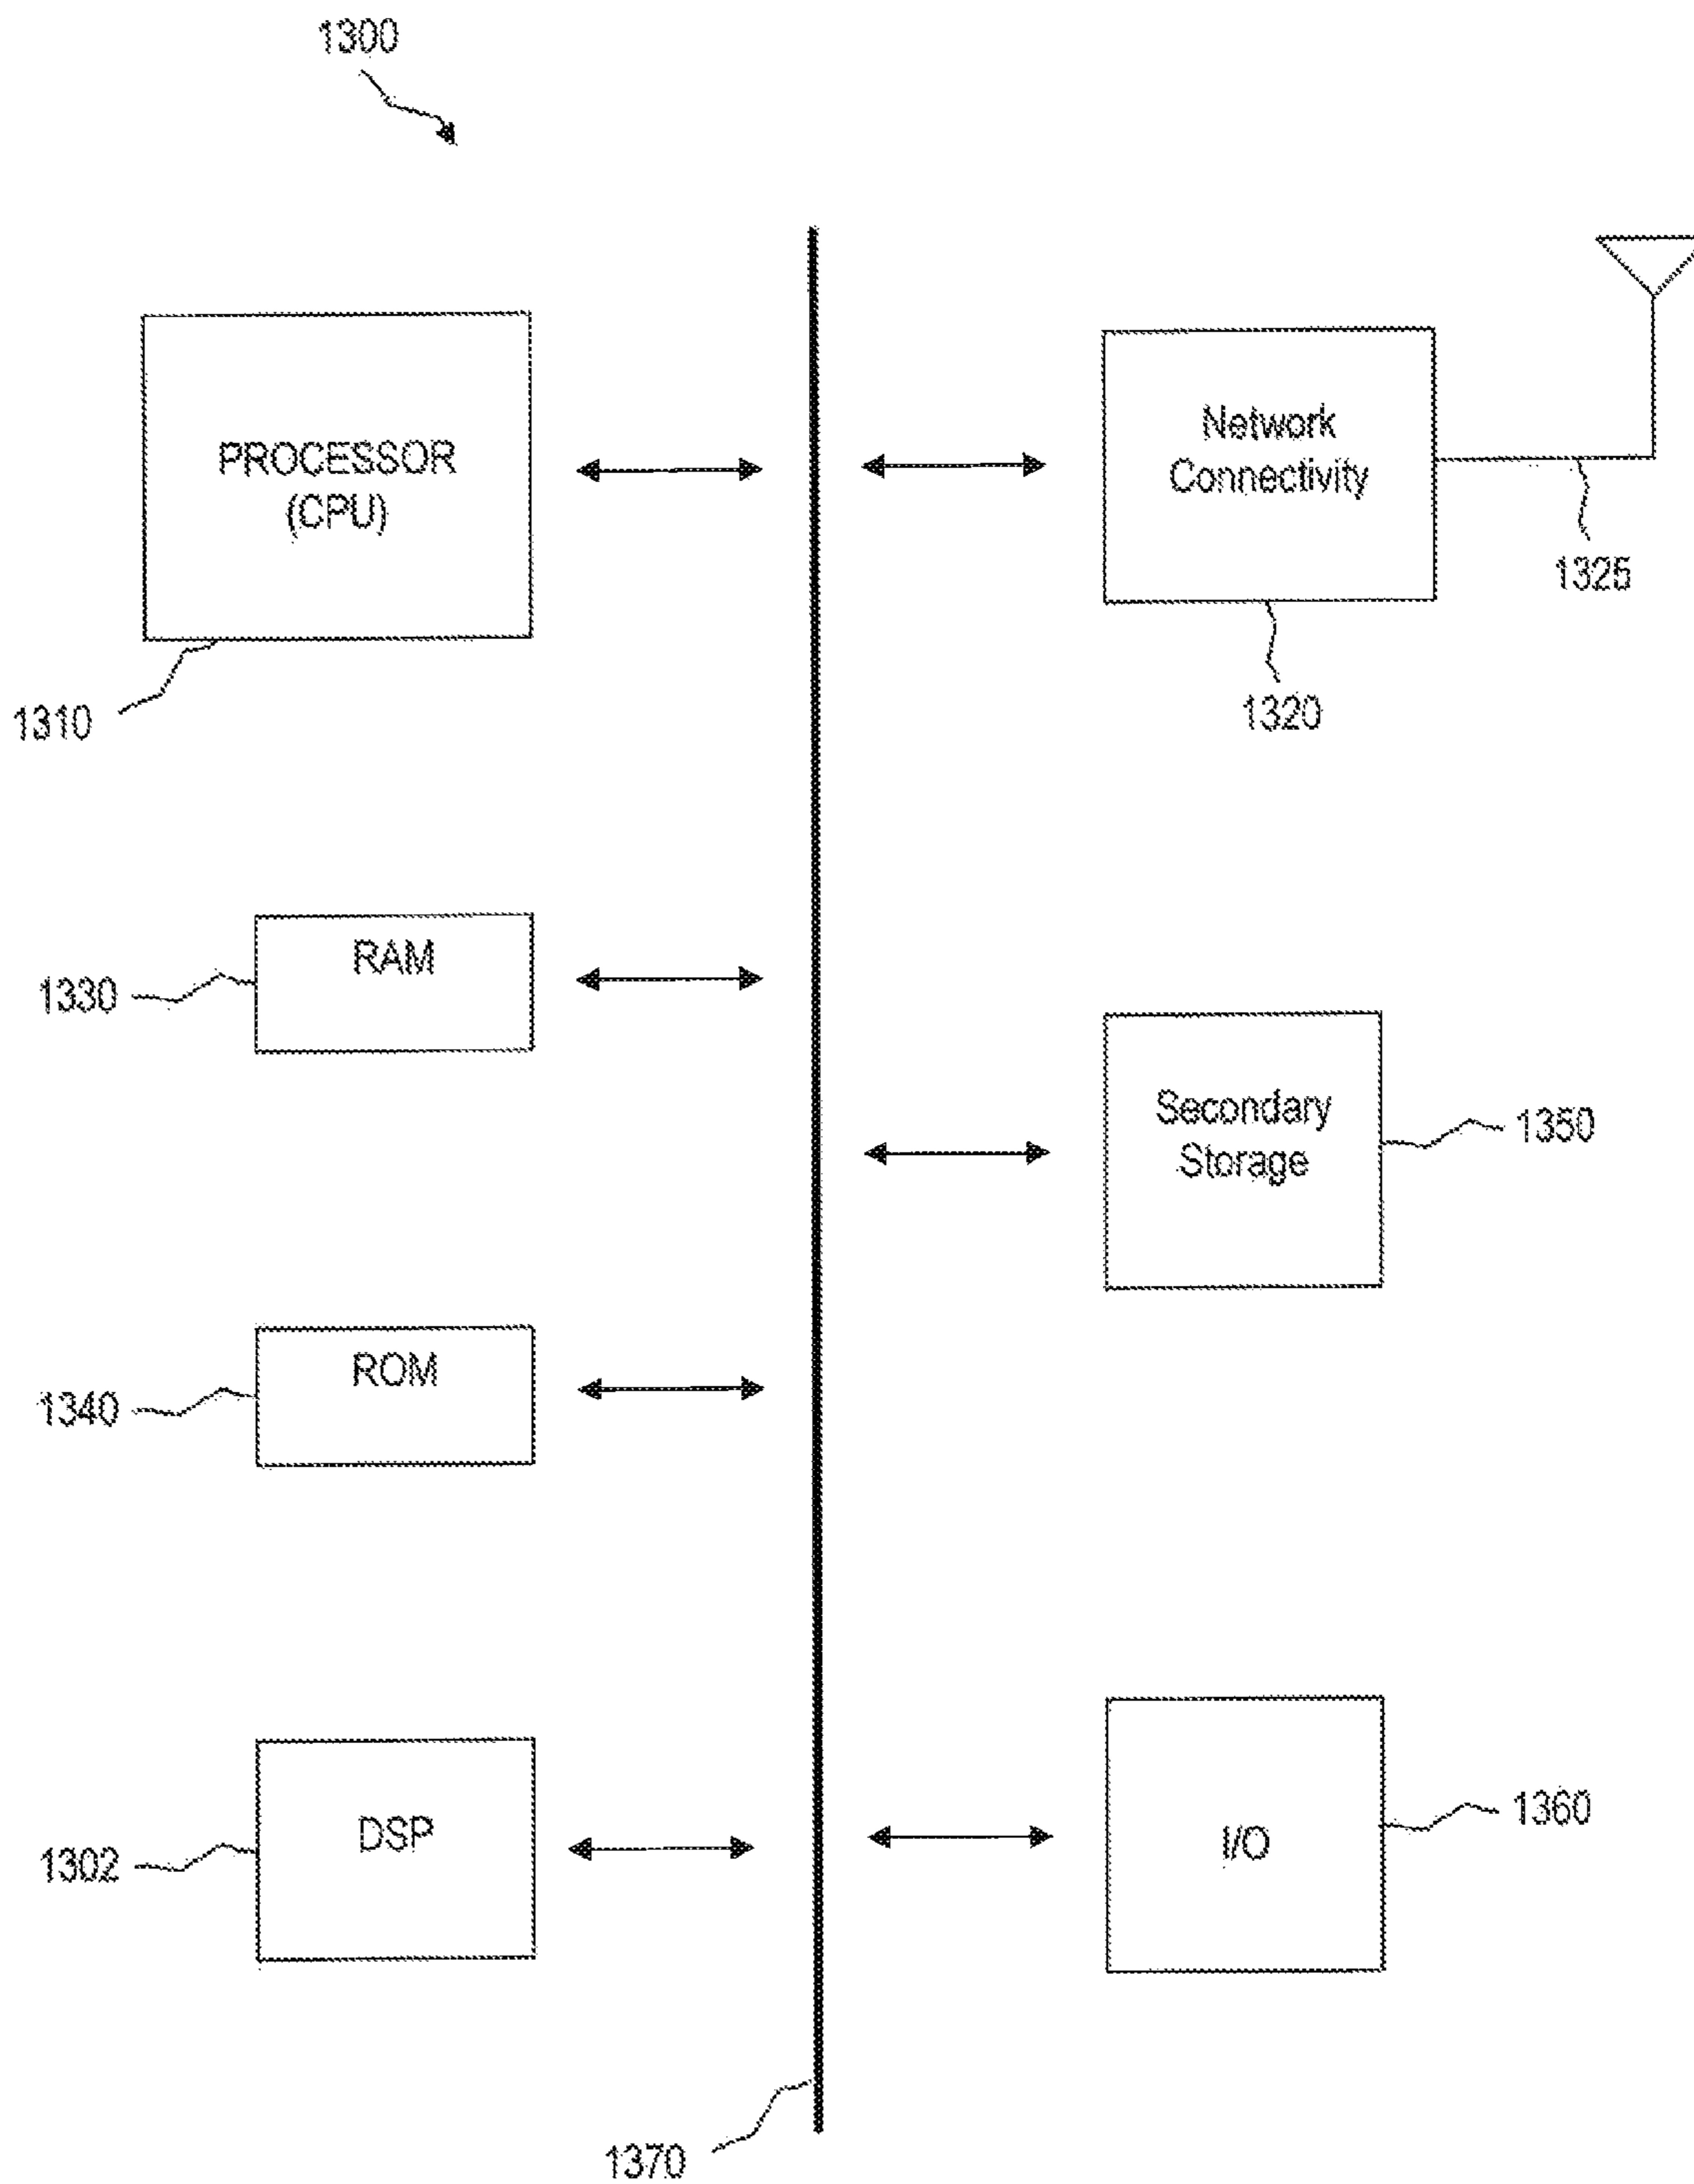 1300
PROCESSOR
(CPU)
1310
Network
Connectivity
1325
1320
RAM
1330
Secondary
Storage
1350
ROM
1340
DSP
1302
I/O
1360
1370